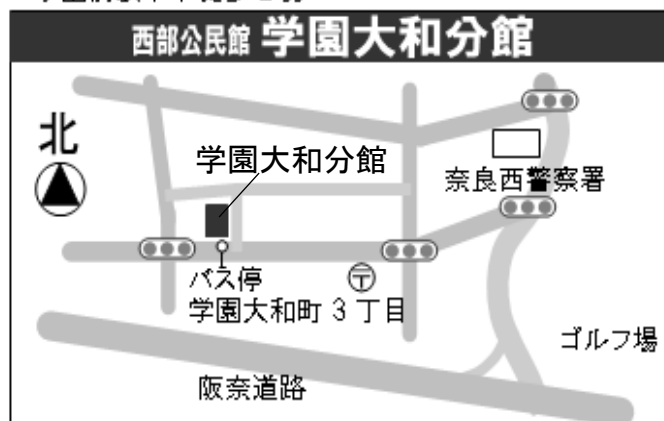 西部公民館 学園大和分館
北
学園大和分館
奈良西警察署
バス停
〒
学園大和町 3 丁目
ゴルフ場
阪奈道路